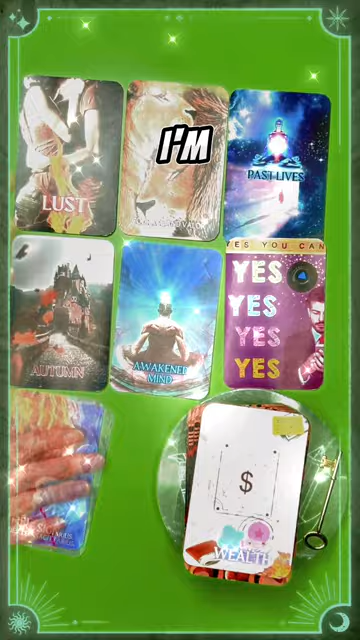 I'M
LUST
PAST LIVES
AUTUMN
AWAKENED
MIND
YES YOU CAN
YES
YES
YES
YES
$
WEALTH